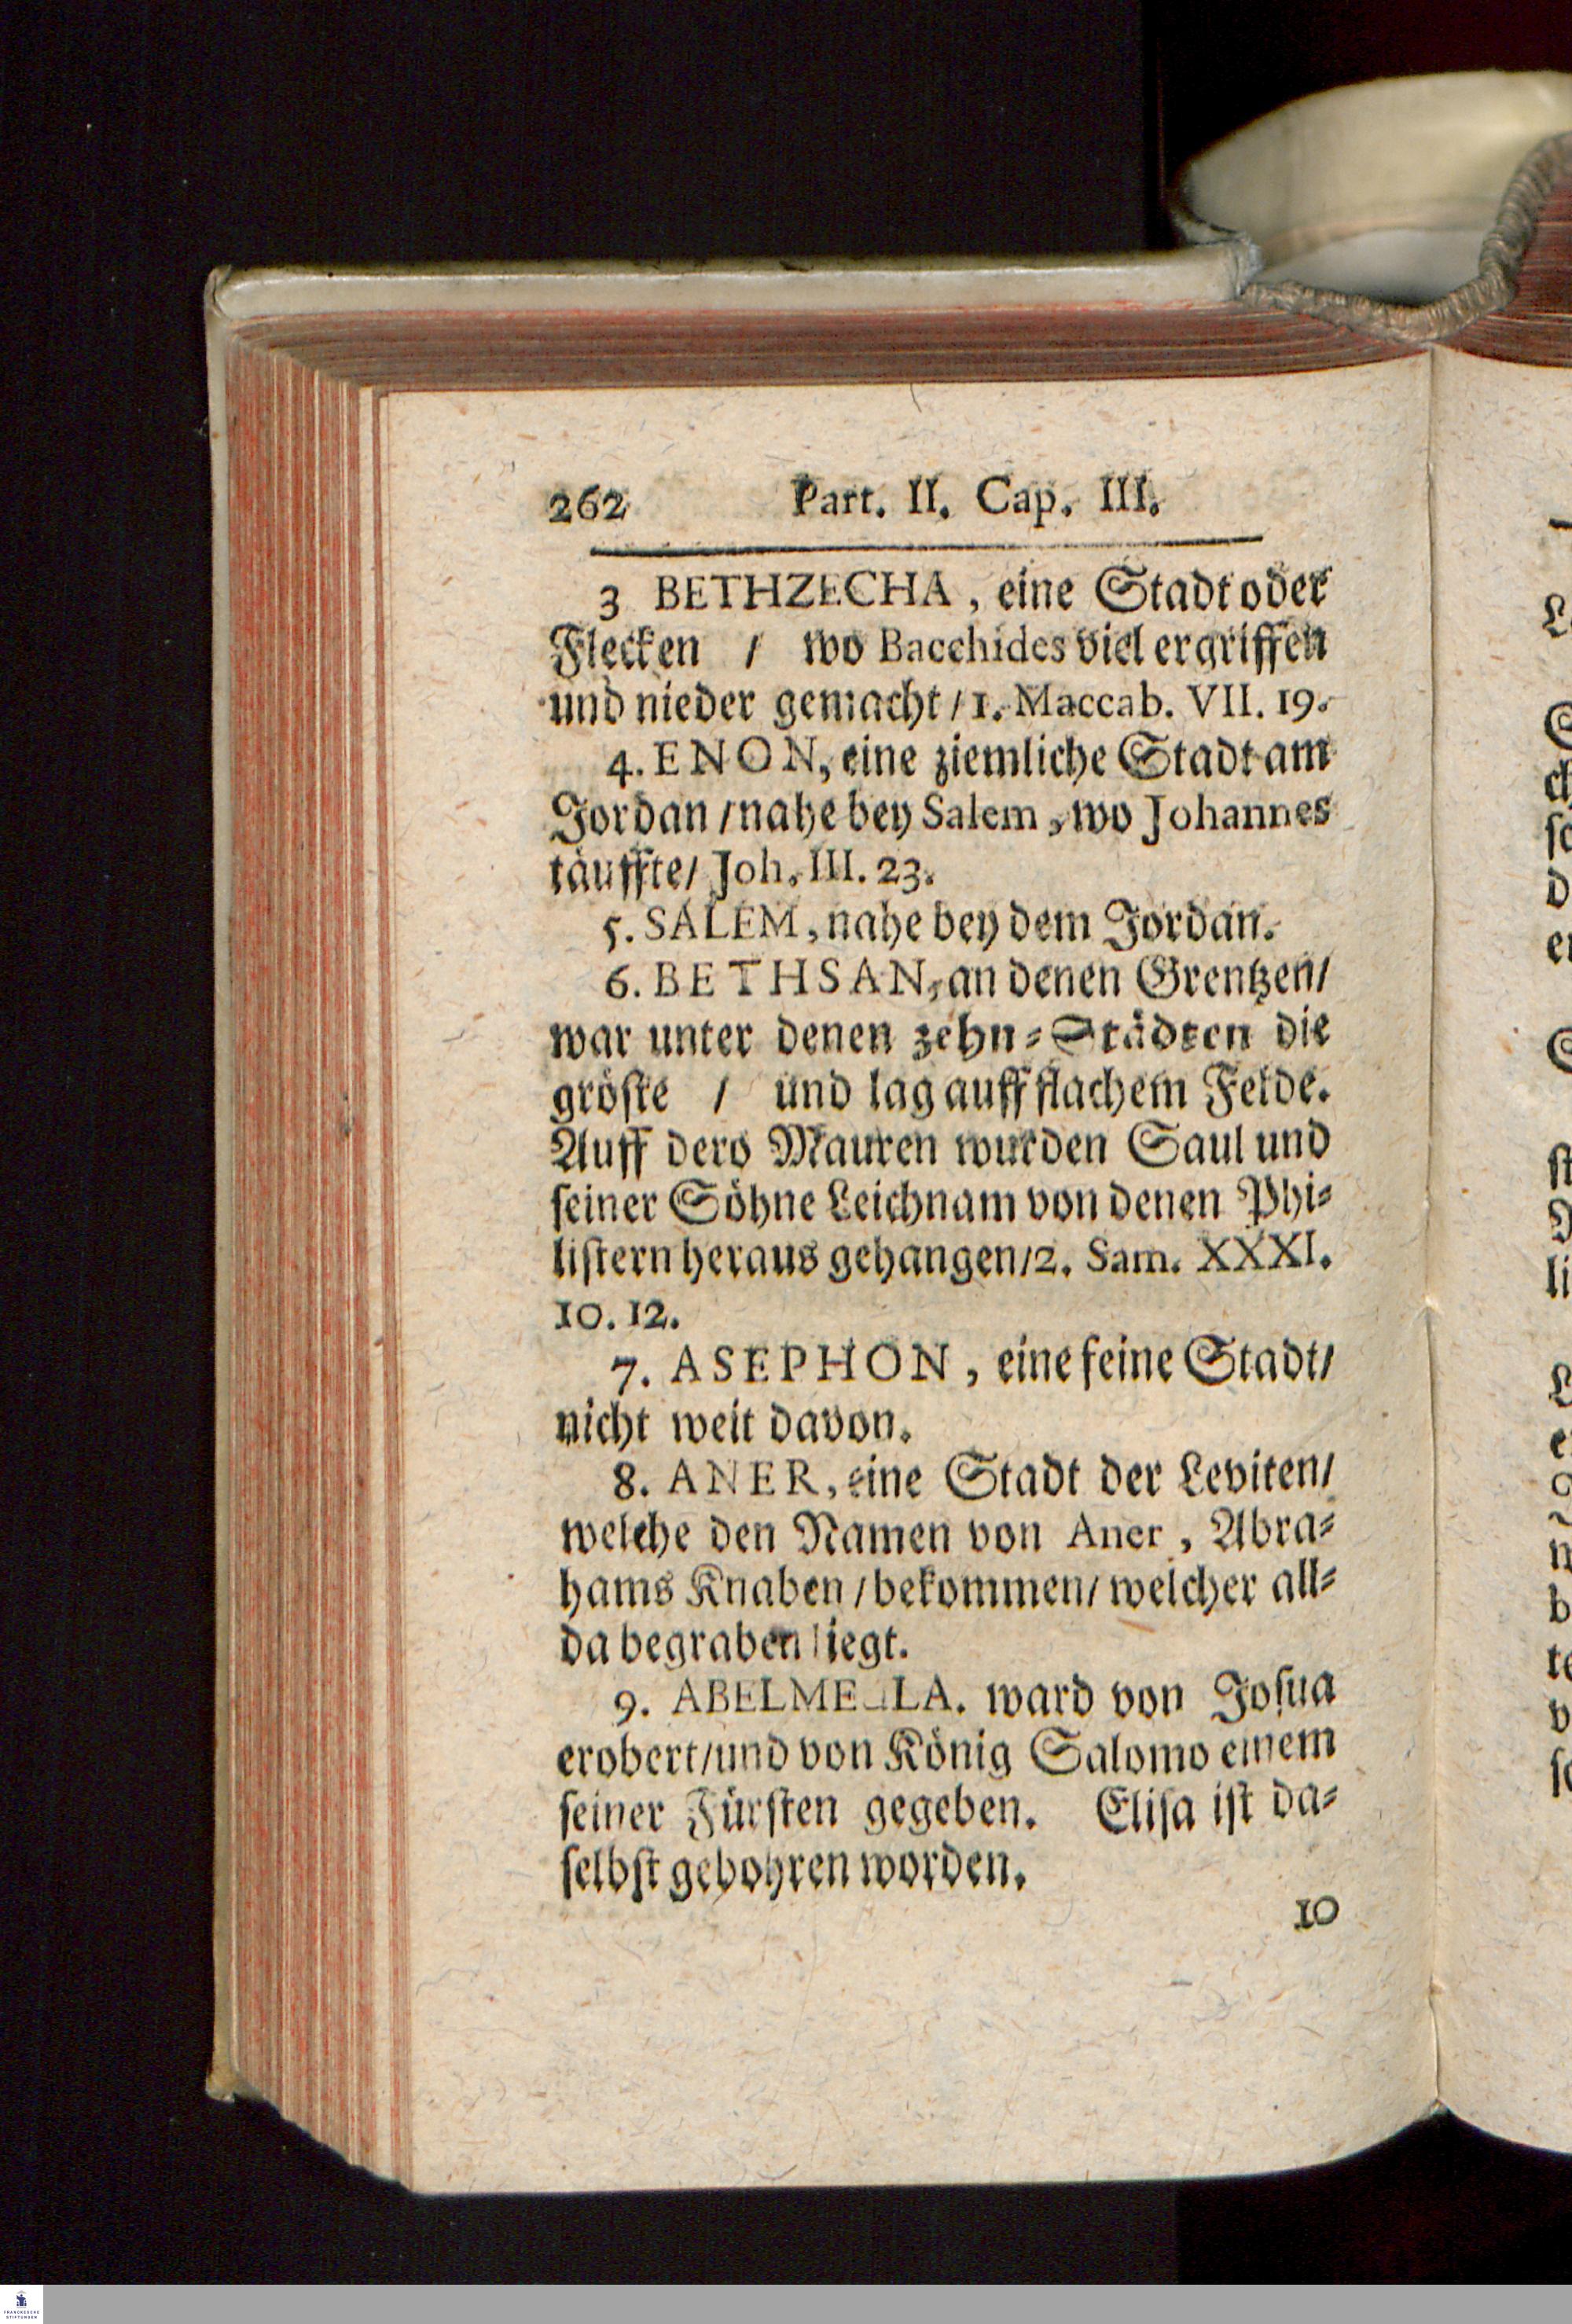 262 Part. II. Cap. III.
3 BETHZECHA, eine Stadt oder
Flecken / wo Bacchides viel ergriffen
und nieder gemacht / 1. Maccab. VII. 19.
4. ENON, eine ziemliche Stadt am
Jordan / nahe bey Salem, wo Johannes
täuffte / Joh. III. 23.
5. SALEM, nahe bey dem Jordan.
6. BETHSAN, an denen Grentzen /
war unter denen zehn-Städten die
gröste / und lag auff flachem Felde.
Auff dero Mauren wurden Saul und
seiner Söhne Leichnam von denen Phi-
listern heraus gehangen / 2. Sam. XXXI.
10. 12.
7. ASEPHON, eine feine Stadt /
nicht weit davon.
8. ANER, eine Stadt der Leviten /
welche den Namen von Aner, Abra-
hams Knaben / bekommen / welcher all-
da begraben liegt.
9. ward von Josua
erobert / und von König Salomo einem
seiner Fürsten gegeben. Elisa ist da-
selbst gebohren worden.
10
FRANCKESCHE
STIFTUNGEN